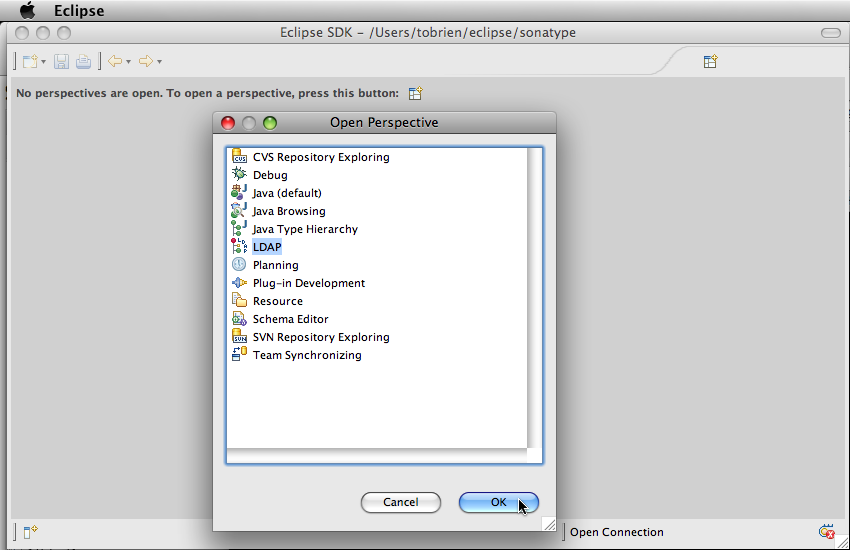 Eclipse
Eclipse SDK – /Users/tobrien/eclipse/sonatype
No perspectives are open. To open a perspective, press this button:
Open Perspective
CVS Repository Exploring
Debug
Java (default)
Java Browsing
Java Type Hierarchy
LDAP
Planning
Plug-in Development
Resource
Schema Editor
SVN Repository Exploring
Team Synchronizing
Cancel
OK
Open Connection